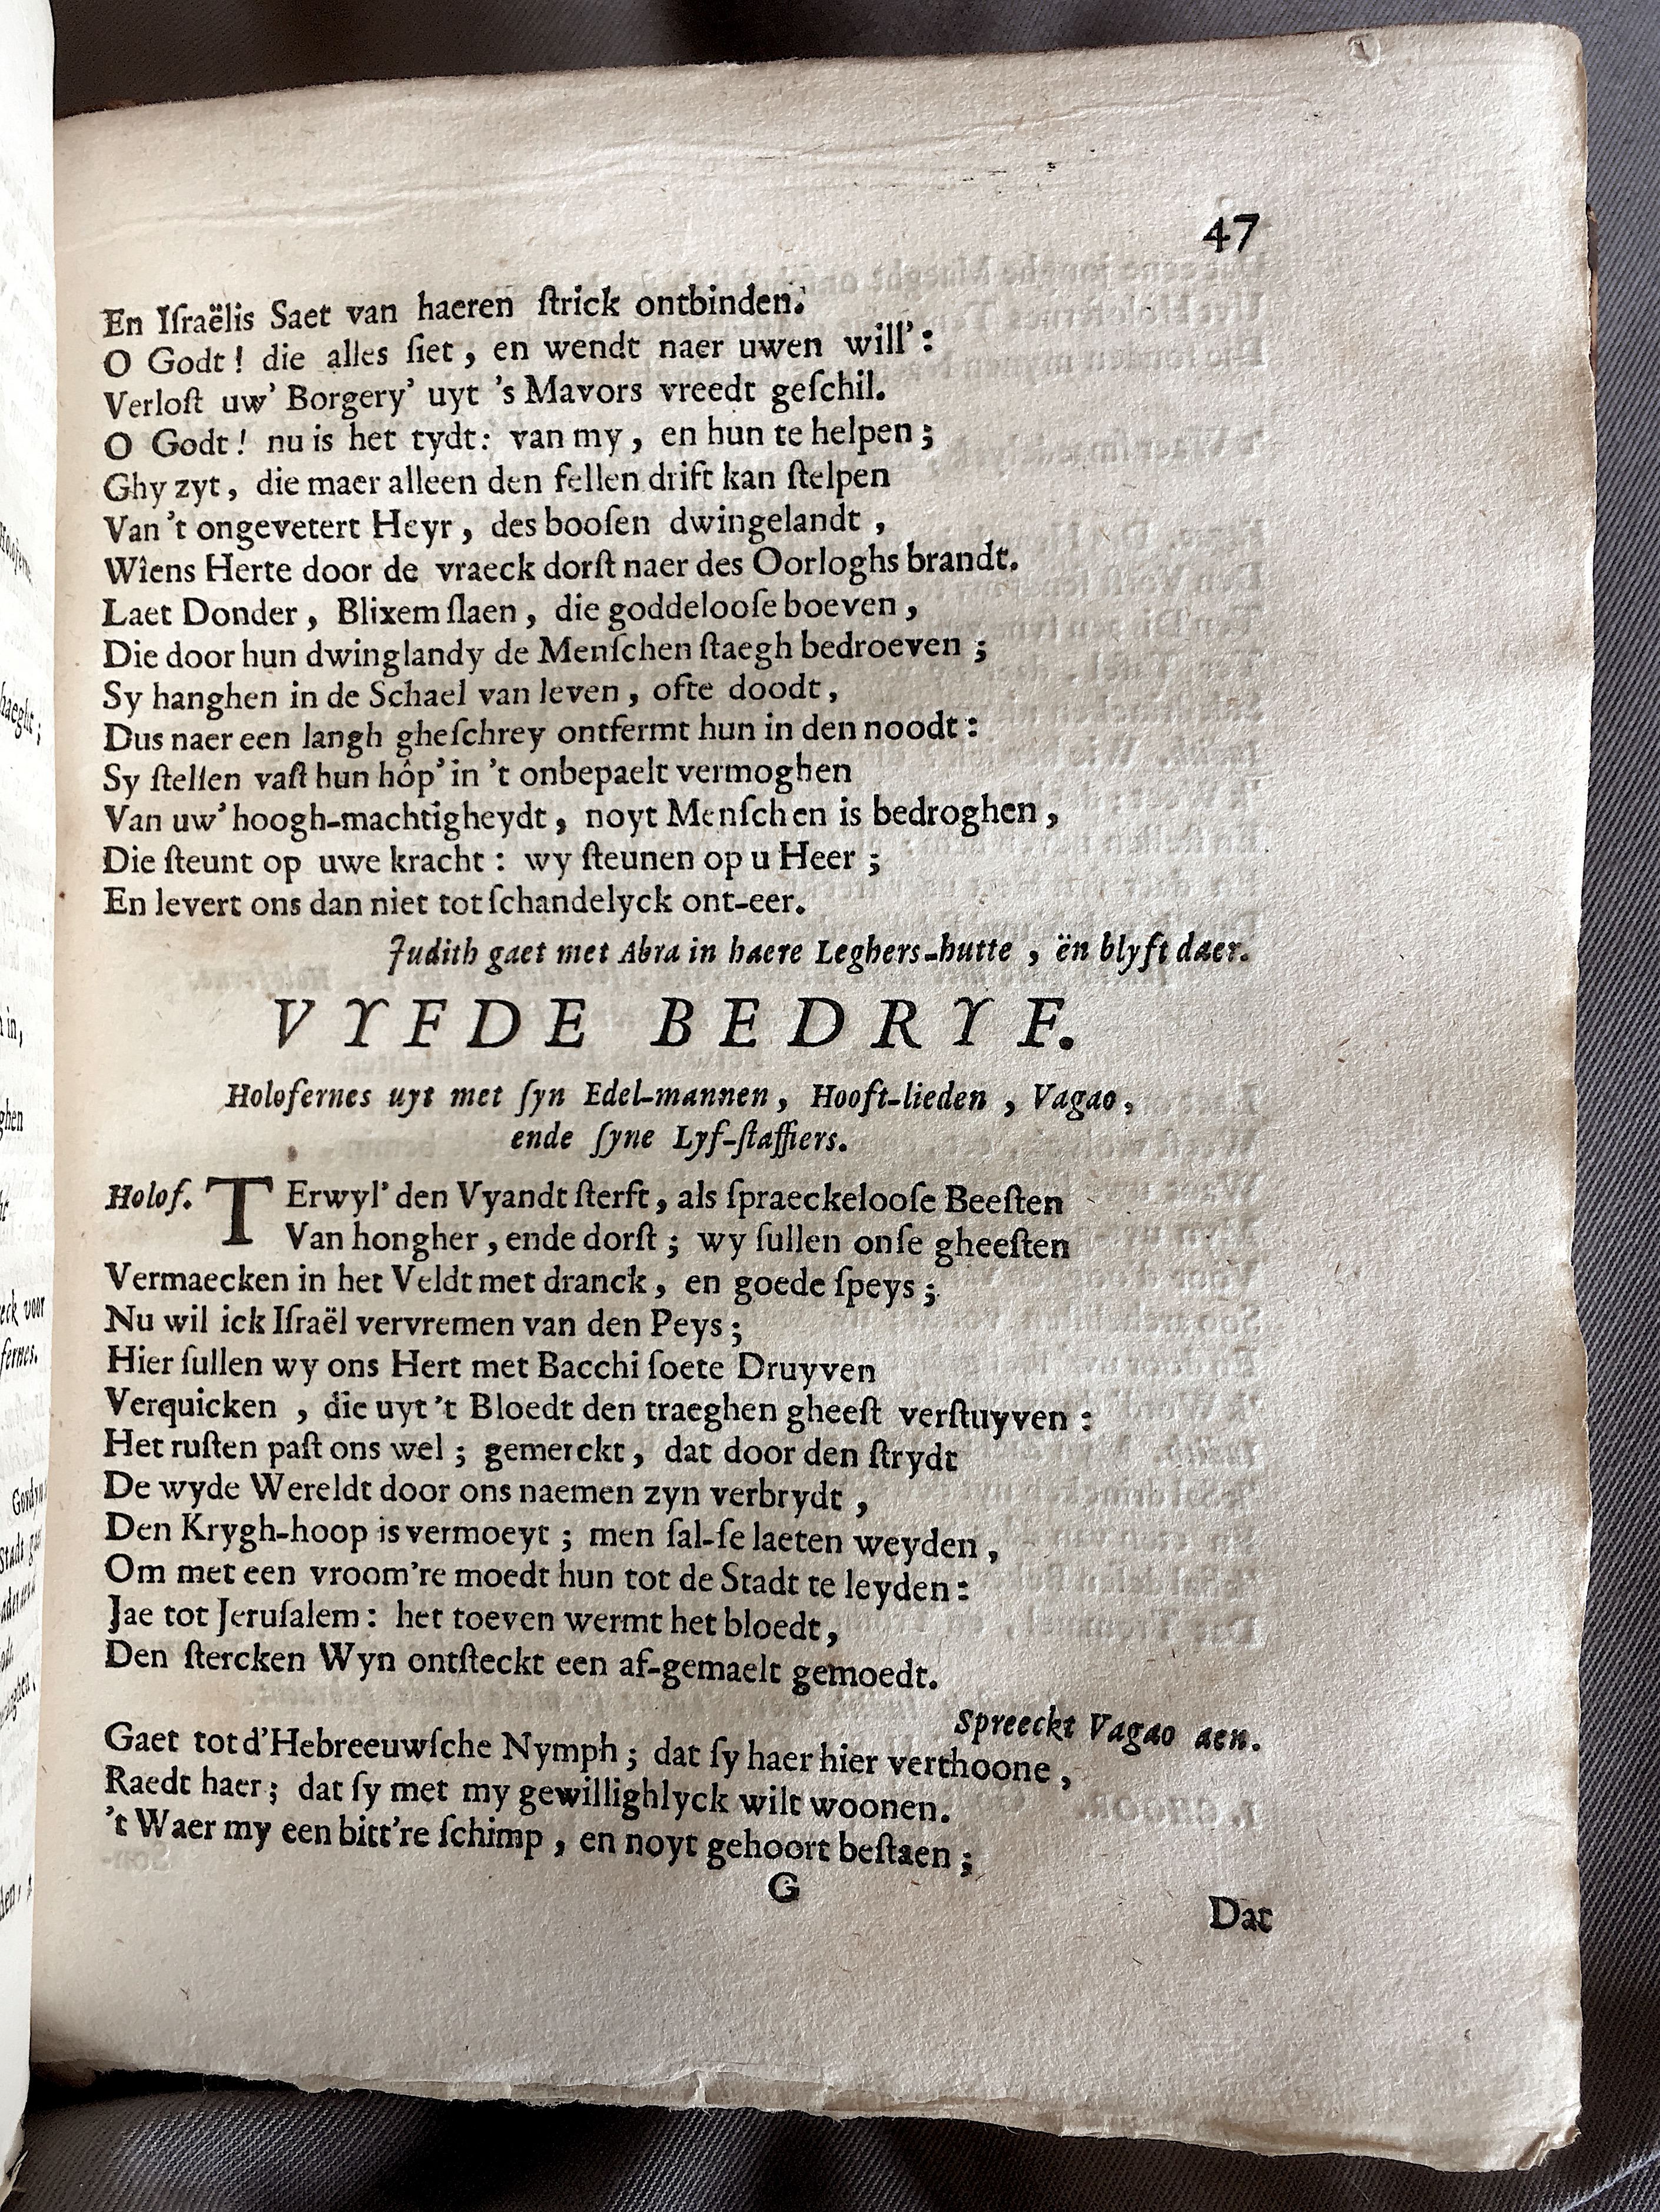 47
En Iſraëlis Saet van haeren ſtrick ontbinden.
O Godt! die alles ſiet, en wendt naer uwen will':
Verloſt uw' Borgery' uyt 's Mavors vreedt geſchil.
O Godt! nu is het tydt: van my, en hun te helpen;
Ghy zyt, die maer alleen den fellen drift kan ſtelpen
Van 't ongevetert Heyr, des booſen dwingelandt,
Wîens Herte door de vraeck dorſt naer des Oorloghs brandt.
Laet Donder, Blixem ſlaen, die goddelooſe boeven,
Die door hun dwinglandy de Menſchen ſtaegh bedroeven;
Sy hanghen in de Schael van leven, ofte doodt,
Dus naer een langh gheſchrey ontfermt hun in den noodt:
Sy ſtellen vaſt hun hôp' in 't onbepaelt vermoghen
Van uw' hoogh-machtigheydt, noyt Menſchen is bedroghen,
Die ſteunt op uwe kracht: wy ſteunen op u Heer;
En levert ons dan niet tot ſchandelyck ont-eer.
Judith gaet met Abra in haere Leghers-hutte, ën blyft daer.
VYFDE BEDRYF.
Holofernes uyt met ſyn Edel-mannen, Hooft-lieden, Vagao,
ende ſyne Lyf-ſtaffiers.
Holof. TErwyl' den Vyandt ſterft, als ſpraeckelooſe Beeſten
Van hongher, ende dorſt; wy ſullen onſe gheeſten
Vermaecken in het Veldt met dranck, en goede ſpeys;
Nu wil ick Iſraël vervremen van den Peys;
Hier ſullen wy ons Hert met Bacchi ſoete Druyven
Verquicken, die uyt 't Bloedt den traeghen gheeſt verſtuyven:
Het ruſten paſt ons wel; gemerckt, dat door den ſtrydt
De wyde Wereldt door ons naemen zyn verbrydt,
Den Krygh-hoop is vermoeyt; men ſal-ſe laeten weyden,
Om met een vroom're moedt hun tot de Stadt te leyden:
Jae tot Jeruſalem: het toeven wermt het bloedt,
Den ſtercken Wyn ontſteckt een af-gemaelt gemoedt.
Spreeckt Vagao aen.
Gaet tot d'Hebreeuwſche Nymph; dat ſy haer hier verthoone,
Raedt haer; dat ſy met my gewillighlyck wilt woonen.
't Waer my een bitt're ſchimp, en noyt gehoort beſtaen;
G
Dat